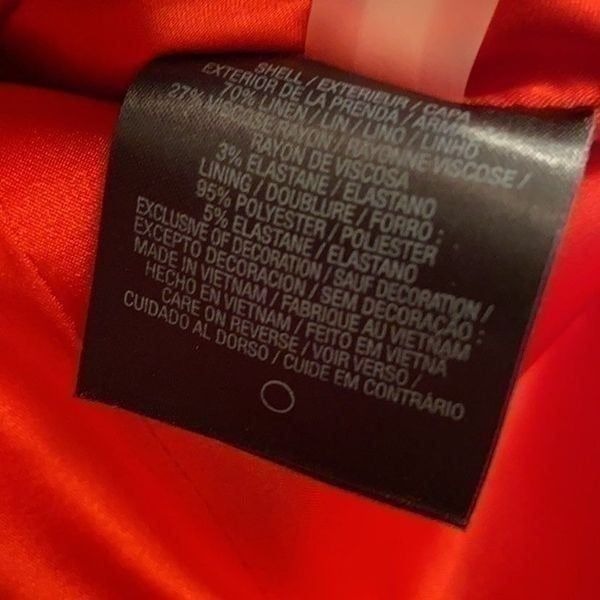 SHELL / EXTERIEUR / CAPA
EXTERIOR DE LA PRENDA / ARMA
70% LINEN / LIN / LINO / LINHO
27% VISCOSE RAYON / RAYONNE VISCOSE /
RAYON DE VISCOSA
3% ELASTANE / ELASTANO
LINING / DOUBLURE / FORRO :
95% POLYESTER / POLIESTER
5% ELASTANE / ELASTANO
EXCLUSIVE OF DECORATION / SAUF DECORATION /
EXCEPTO DECORACION / SEM DECORAÇÃO :
MADE IN VIETNAM / FABRIQUE AU VIETNAM
HECHO EN VIETNAM / FEITO EM VIETNA
CARE ON REVERSE / VOIR VERSO /
CUIDADO AL DORSO / CUIDE EM CONTRÁRIO